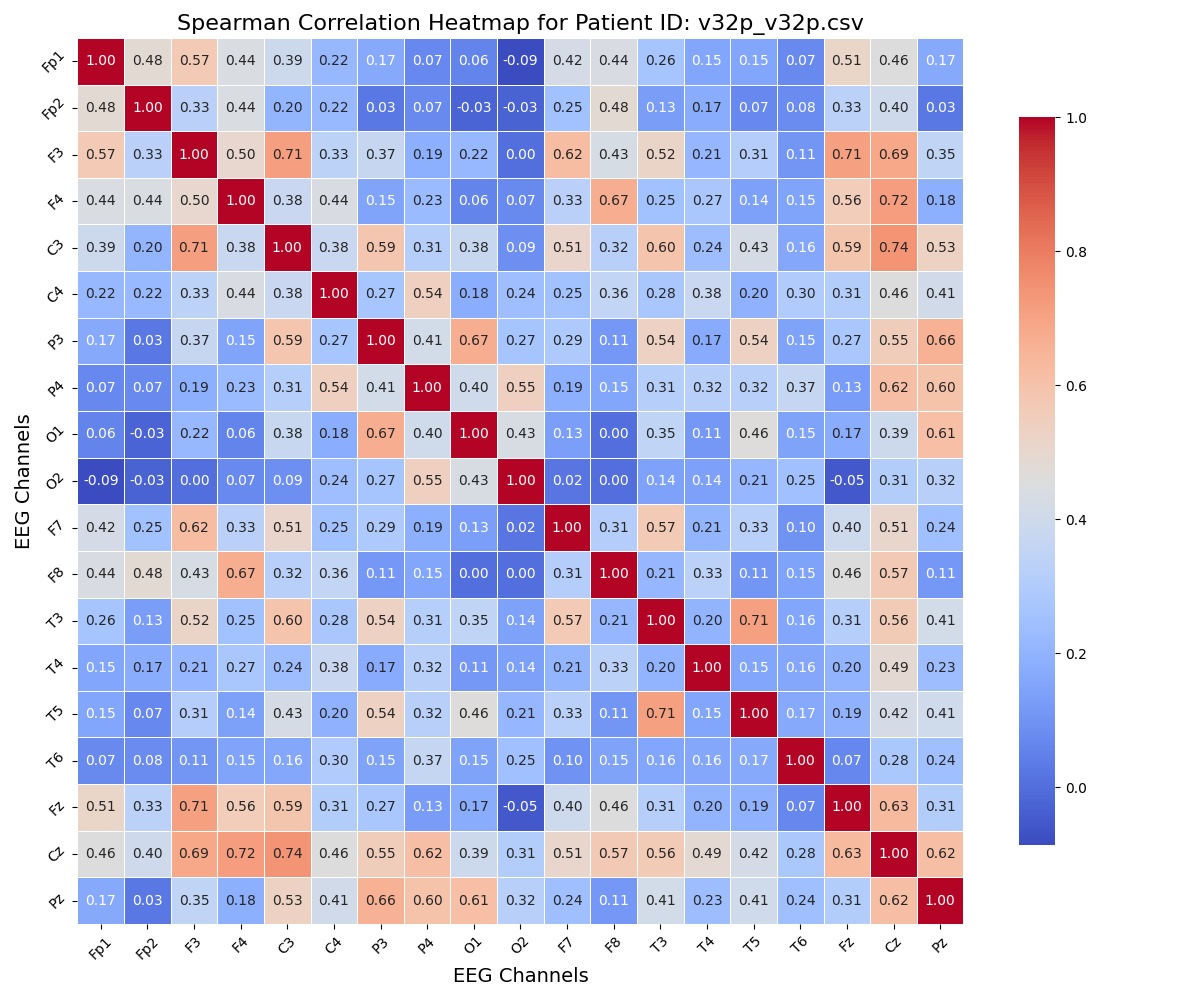 Spearman Correlation Heatmap for Patient ID: v32p_v32p.csv
Fp1 1.00 0.48 0.57 0.44 0.39 0.22 0.17 0.07 0.06 -0.09 0.42 0.44 0.26 0.15 0.15 0.07 0.51 0.46 0.17
Fp2 0.48 1.00 0.33 0.44 0.20 0.22 0.03 0.07 -0.03 -0.03 0.25 0.48 0.13 0.17 0.07 0.08 0.33 0.40 0.03
F3 0.57 0.33 1.00 0.50 0.71 0.33 0.37 0.19 0.22 0.00 0.62 0.43 0.52 0.21 0.31 0.11 0.71 0.69 0.35
F4 0.44 0.44 0.50 1.00 0.38 0.44 0.15 0.23 0.06 0.07 0.33 0.67 0.25 0.27 0.14 0.15 0.56 0.72 0.18
C3 0.39 0.20 0.71 0.38 1.00 0.38 0.59 0.31 0.38 0.09 0.51 0.32 0.60 0.24 0.43 0.16 0.59 0.74 0.53
C4 0.22 0.22 0.33 0.44 0.38 1.00 0.27 0.54 0.18 0.24 0.25 0.36 0.28 0.38 0.20 0.30 0.31 0.46 0.41
P3 0.17 0.03 0.37 0.15 0.59 0.27 1.00 0.41 0.67 0.27 0.29 0.11 0.54 0.17 0.54 0.15 0.27 0.55 0.66
P4 0.07 0.07 0.19 0.23 0.31 0.54 0.41 1.00 0.40 0.55 0.19 0.15 0.31 0.32 0.32 0.37 0.13 0.62 0.60
O1 0.06 -0.03 0.22 0.06 0.38 0.18 0.67 0.40 1.00 0.43 0.13 0.00 0.35 0.11 0.46 0.15 0.17 0.39 0.61
O2 -0.09 -0.03 0.00 0.07 0.09 0.24 0.27 0.55 0.43 1.00 0.02 0.00 0.14 0.14 0.21 0.25 -0.05 0.31 0.32
F7 0.42 0.25 0.62 0.33 0.51 0.25 0.29 0.19 0.13 0.02 1.00 0.31 0.57 0.21 0.33 0.10 0.40 0.51 0.24
F8 0.44 0.48 0.43 0.67 0.32 0.36 0.11 0.15 0.00 0.00 0.31 1.00 0.21 0.33 0.11 0.15 0.46 0.57 0.11
T3 0.26 0.13 0.52 0.25 0.60 0.28 0.54 0.31 0.35 0.14 0.57 0.21 1.00 0.20 0.71 0.16 0.31 0.56 0.41
T4 0.15 0.17 0.21 0.27 0.24 0.38 0.17 0.32 0.11 0.14 0.21 0.33 0.20 1.00 0.15 0.16 0.20 0.49 0.23
T5 0.15 0.07 0.31 0.14 0.43 0.20 0.54 0.32 0.46 0.21 0.33 0.11 0.71 0.15 1.00 0.17 0.19 0.42 0.41
T6 0.07 0.08 0.11 0.15 0.16 0.30 0.15 0.37 0.15 0.25 0.10 0.15 0.16 0.16 0.17 1.00 0.07 0.28 0.24
Fz 0.51 0.33 0.71 0.56 0.59 0.31 0.27 0.13 0.17 -0.05 0.40 0.46 0.31 0.20 0.19 0.07 1.00 0.63 0.31
Cz 0.46 0.40 0.69 0.72 0.74 0.46 0.55 0.62 0.39 0.31 0.51 0.57 0.56 0.49 0.42 0.28 0.63 1.00 0.62
Pz 0.17 0.03 0.35 0.18 0.53 0.41 0.66 0.60 0.61 0.32 0.24 0.11 0.41 0.23 0.41 0.24 0.31 0.62 1.00
Fp1 Fp2 F3 F4 C3 C4 P3 P4 O1 O2 F7 F8 T3 T4 T5 T6 Fz Cz Pz
EEG Channels
EEG Channels
1.0
0.8
0.6
0.4
0.2
0.0